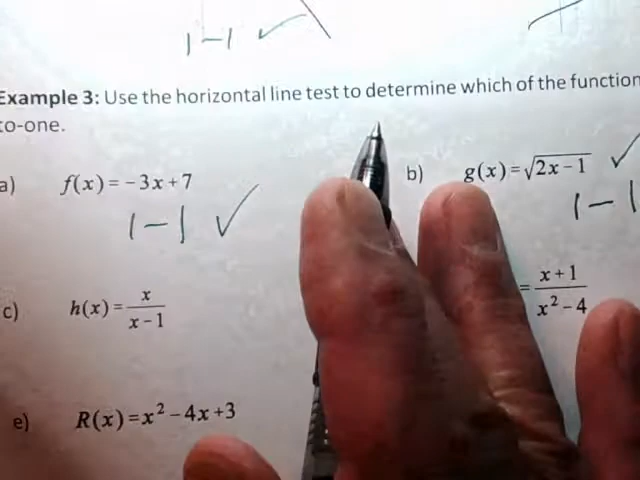 1-1 ✓
Example 3: Use the horizontal line test to determine which of the function
to-one.
a) f(x) = -3x+7
1-1 ✓
b) g(x) = √(2x-1) ✓
1-1
c) h(x) = x/(x-1)
= (x+1)/(x²-4)
e) R(x) = x²-4x+3